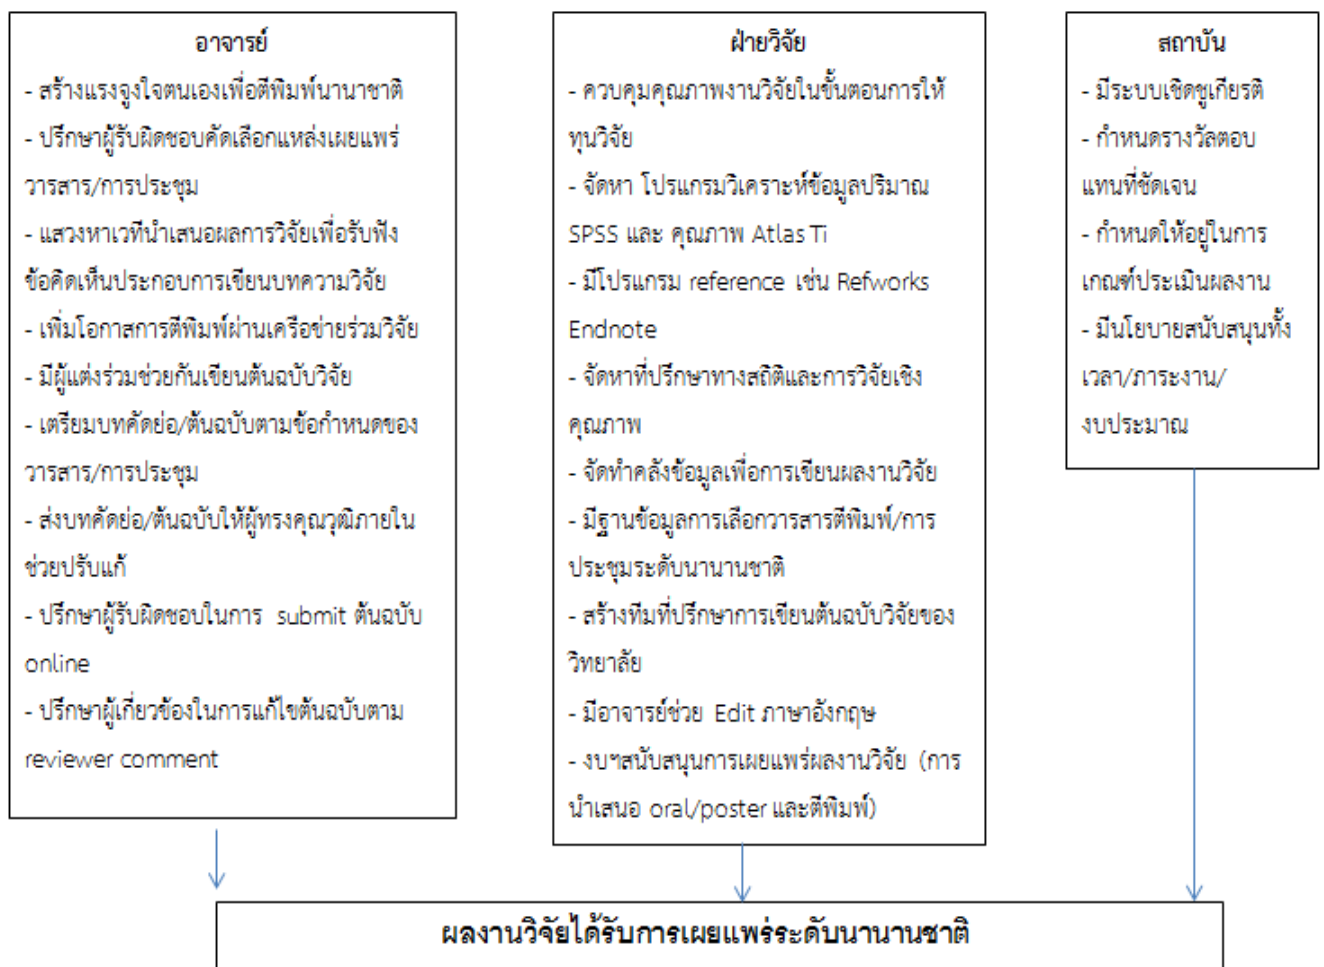 อาจารย์
- สร้างแรงจูงใจตนเองเพื่อตีพิมพ์นานาชาติ
- ปรึกษาผู้รับผิดชอบคัดเลือกแหล่งเผยแพร่
วารสาร/การประชุม
- แสวงหาเวทีนำเสนอผลการวิจัยเพื่อรับฟัง
ข้อคิดเห็นประกอบการเขียนบทความวิจัย
- เพิ่มโอกาสการตีพิมพ์ผ่านเครือข่ายร่วมวิจัย
- มีผู้แต่งร่วมช่วยกันเขียนต้นฉบับวิจัย
- เตรียมบทคัดย่อ/ต้นฉบับตามข้อกำหนดของ
วารสาร/การประชุม
- ส่งบทคัดย่อ/ต้นฉบับให้ผู้ทรงคุณวุฒิภายใน
ช่วยปรับแก้
- ปรึกษาผู้รับผิดชอบในการ submit ต้นฉบับ
online
- ปรึกษาผู้เกี่ยวข้องในการแก้ไขต้นฉบับตาม
reviewer comment
ฝ่ายวิจัย
- ควบคุมคุณภาพงานวิจัยในขั้นตอนการให้
ทุนวิจัย
- จัดหา โปรแกรมวิเคราะห์ข้อมูลปริมาณ
SPSS และ คุณภาพ Atlas Ti
- มีโปรแกรม reference เช่น Refworks
Endnote
- จัดหาที่ปรึกษาทางสถิติและการวิจัยเชิง
คุณภาพ
- จัดทำคลังข้อมูลเพื่อการเขียนผลงานวิจัย
- มีฐานข้อมูลการเลือกวารสารตีพิมพ์/การ
ประชุมระดับนานานชาติ
- สร้างทีมที่ปรึกษาการเขียนต้นฉบับวิจัยของ
วิทยาลัย
- มีอาจารย์ช่วย Edit ภาษาอังกฤษ
- งบฯสนับสนุนการเผยแพร่ผลงานวิจัย (การ
นำเสนอ oral/poster และตีพิมพ์)
สถาบัน
- มีระบบเชิดชูเกียรติ
- กำหนดรางวัลตอบ
แทนที่ชัดเจน
- กำหนดให้อยู่ในการ
เกณฑ์ประเมินผลงาน
- มีนโยบายสนับสนุนทั้ง
เวลา/ภาระงาน/
งบประมาณ
ผลงานวิจัยได้รับการเผยแพร่ระดับนานานชาติ